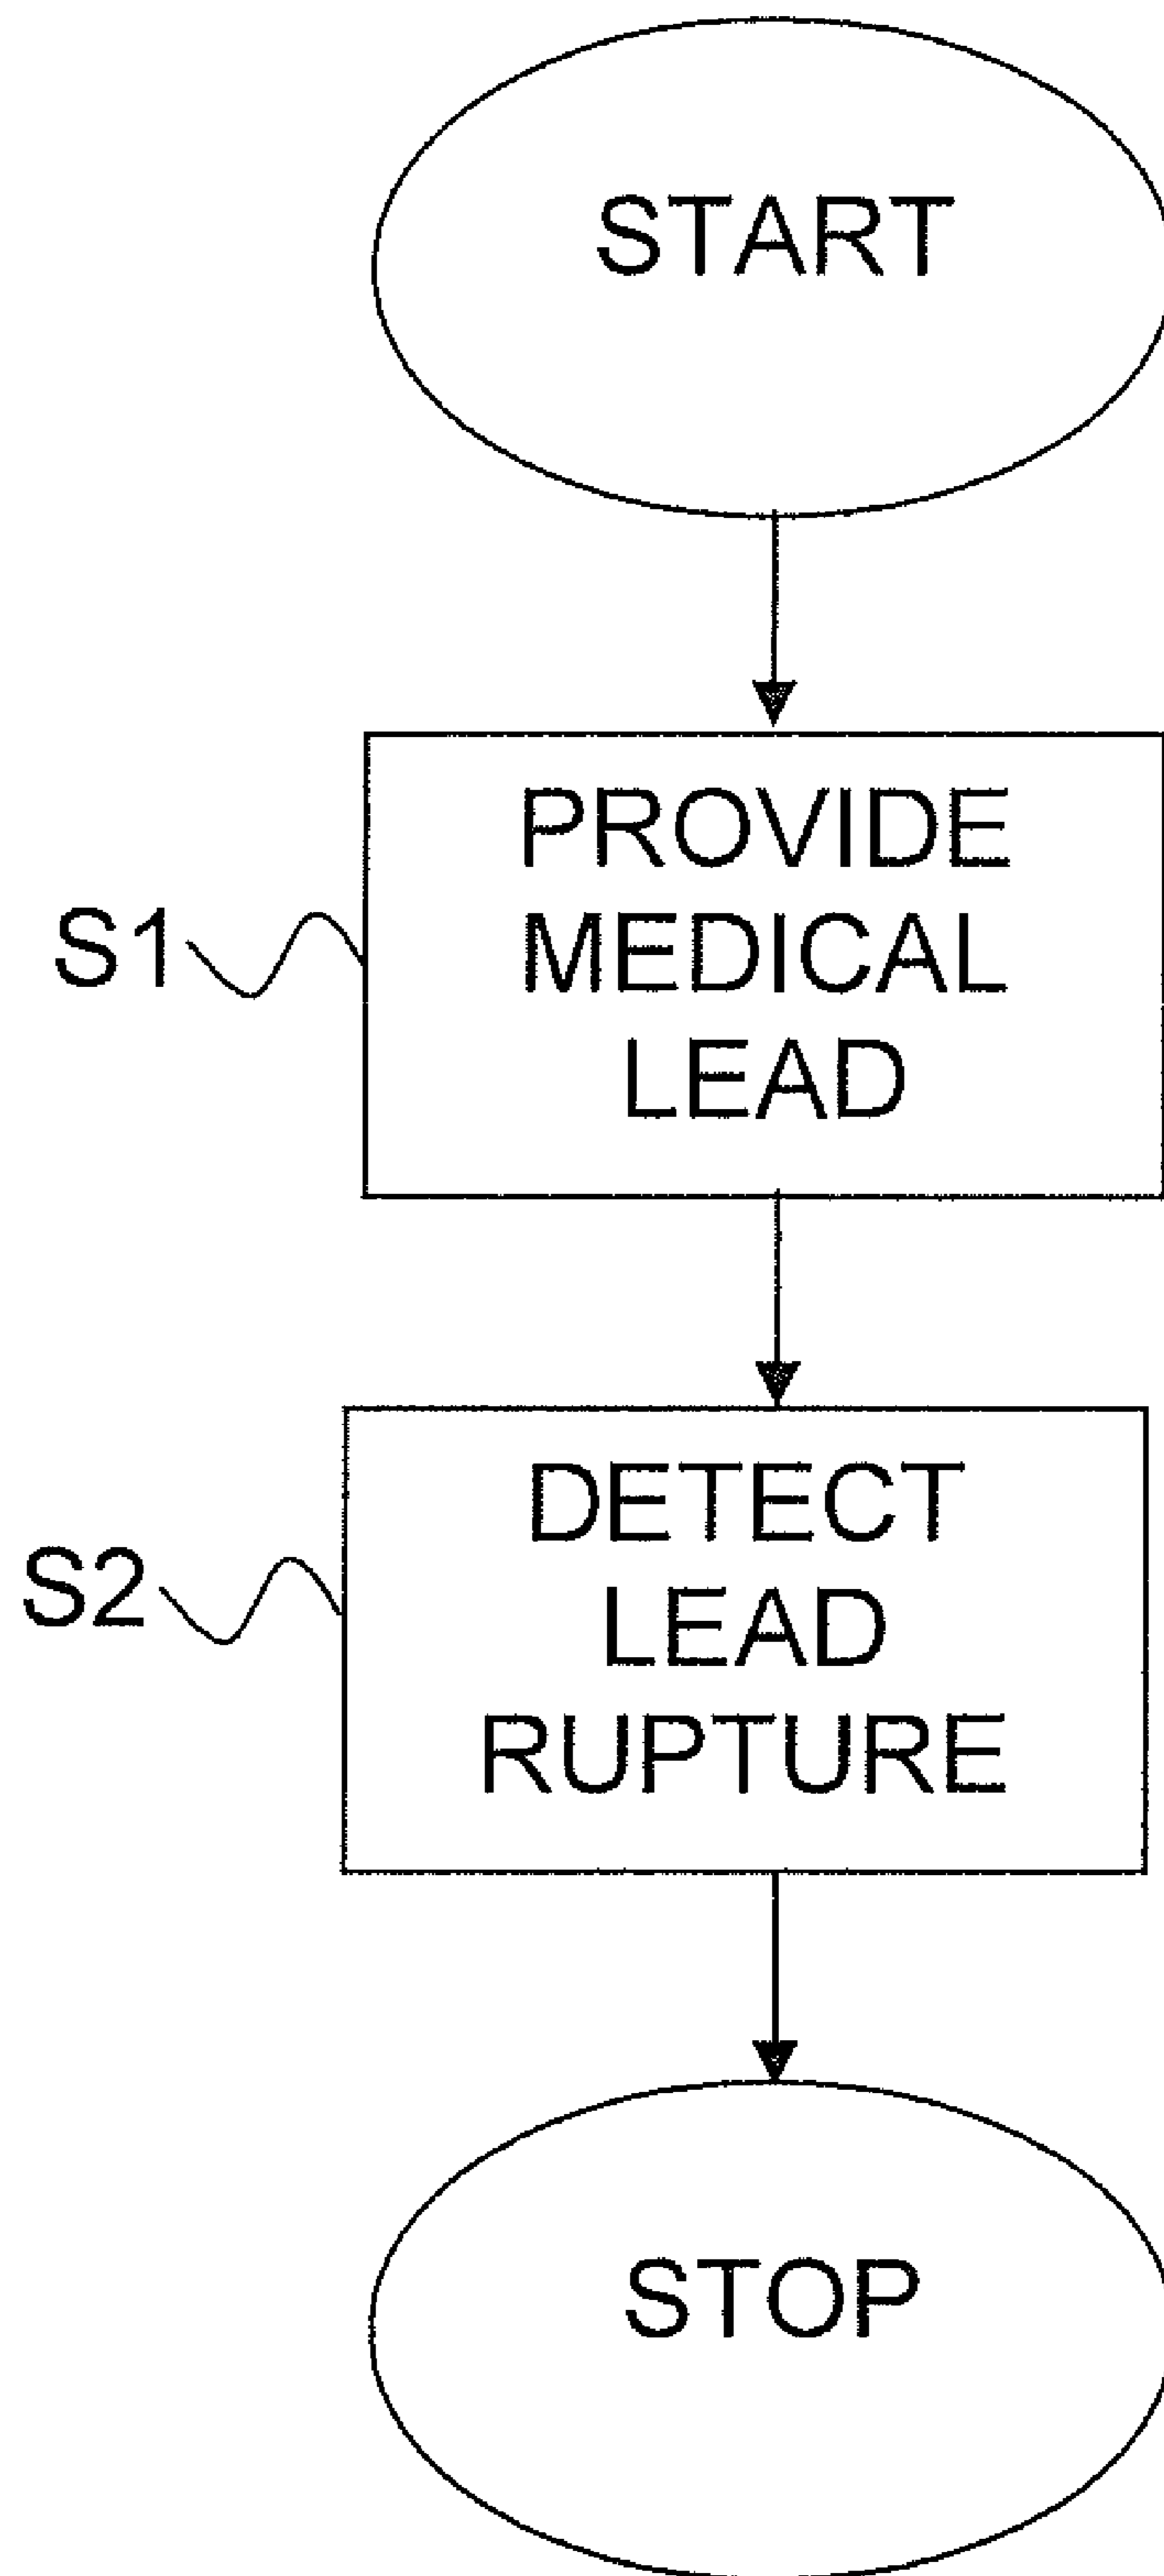 START
PROVIDE
S1 MEDICAL
LEAD
DETECT
S2 LEAD
RUPTURE
STOP